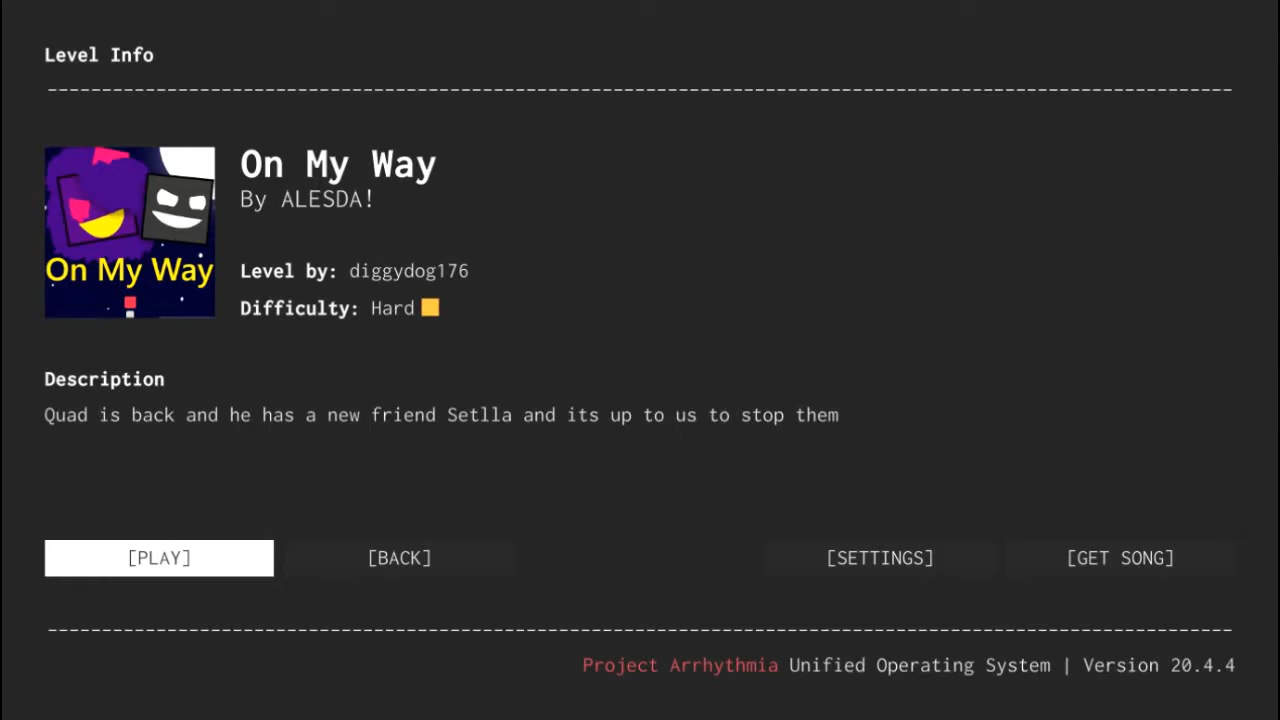 Level Info
On My Way
By ALESDA!
On My Way
Level by: diggydog176
Difficulty: Hard
Description
Quad is back and he has a new friend Setlla and its up to us to stop them
[PLAY] [BACK] [SETTINGS] [GET SONG]
Project Arrhythmia Unified Operating System | Version 20.4.4